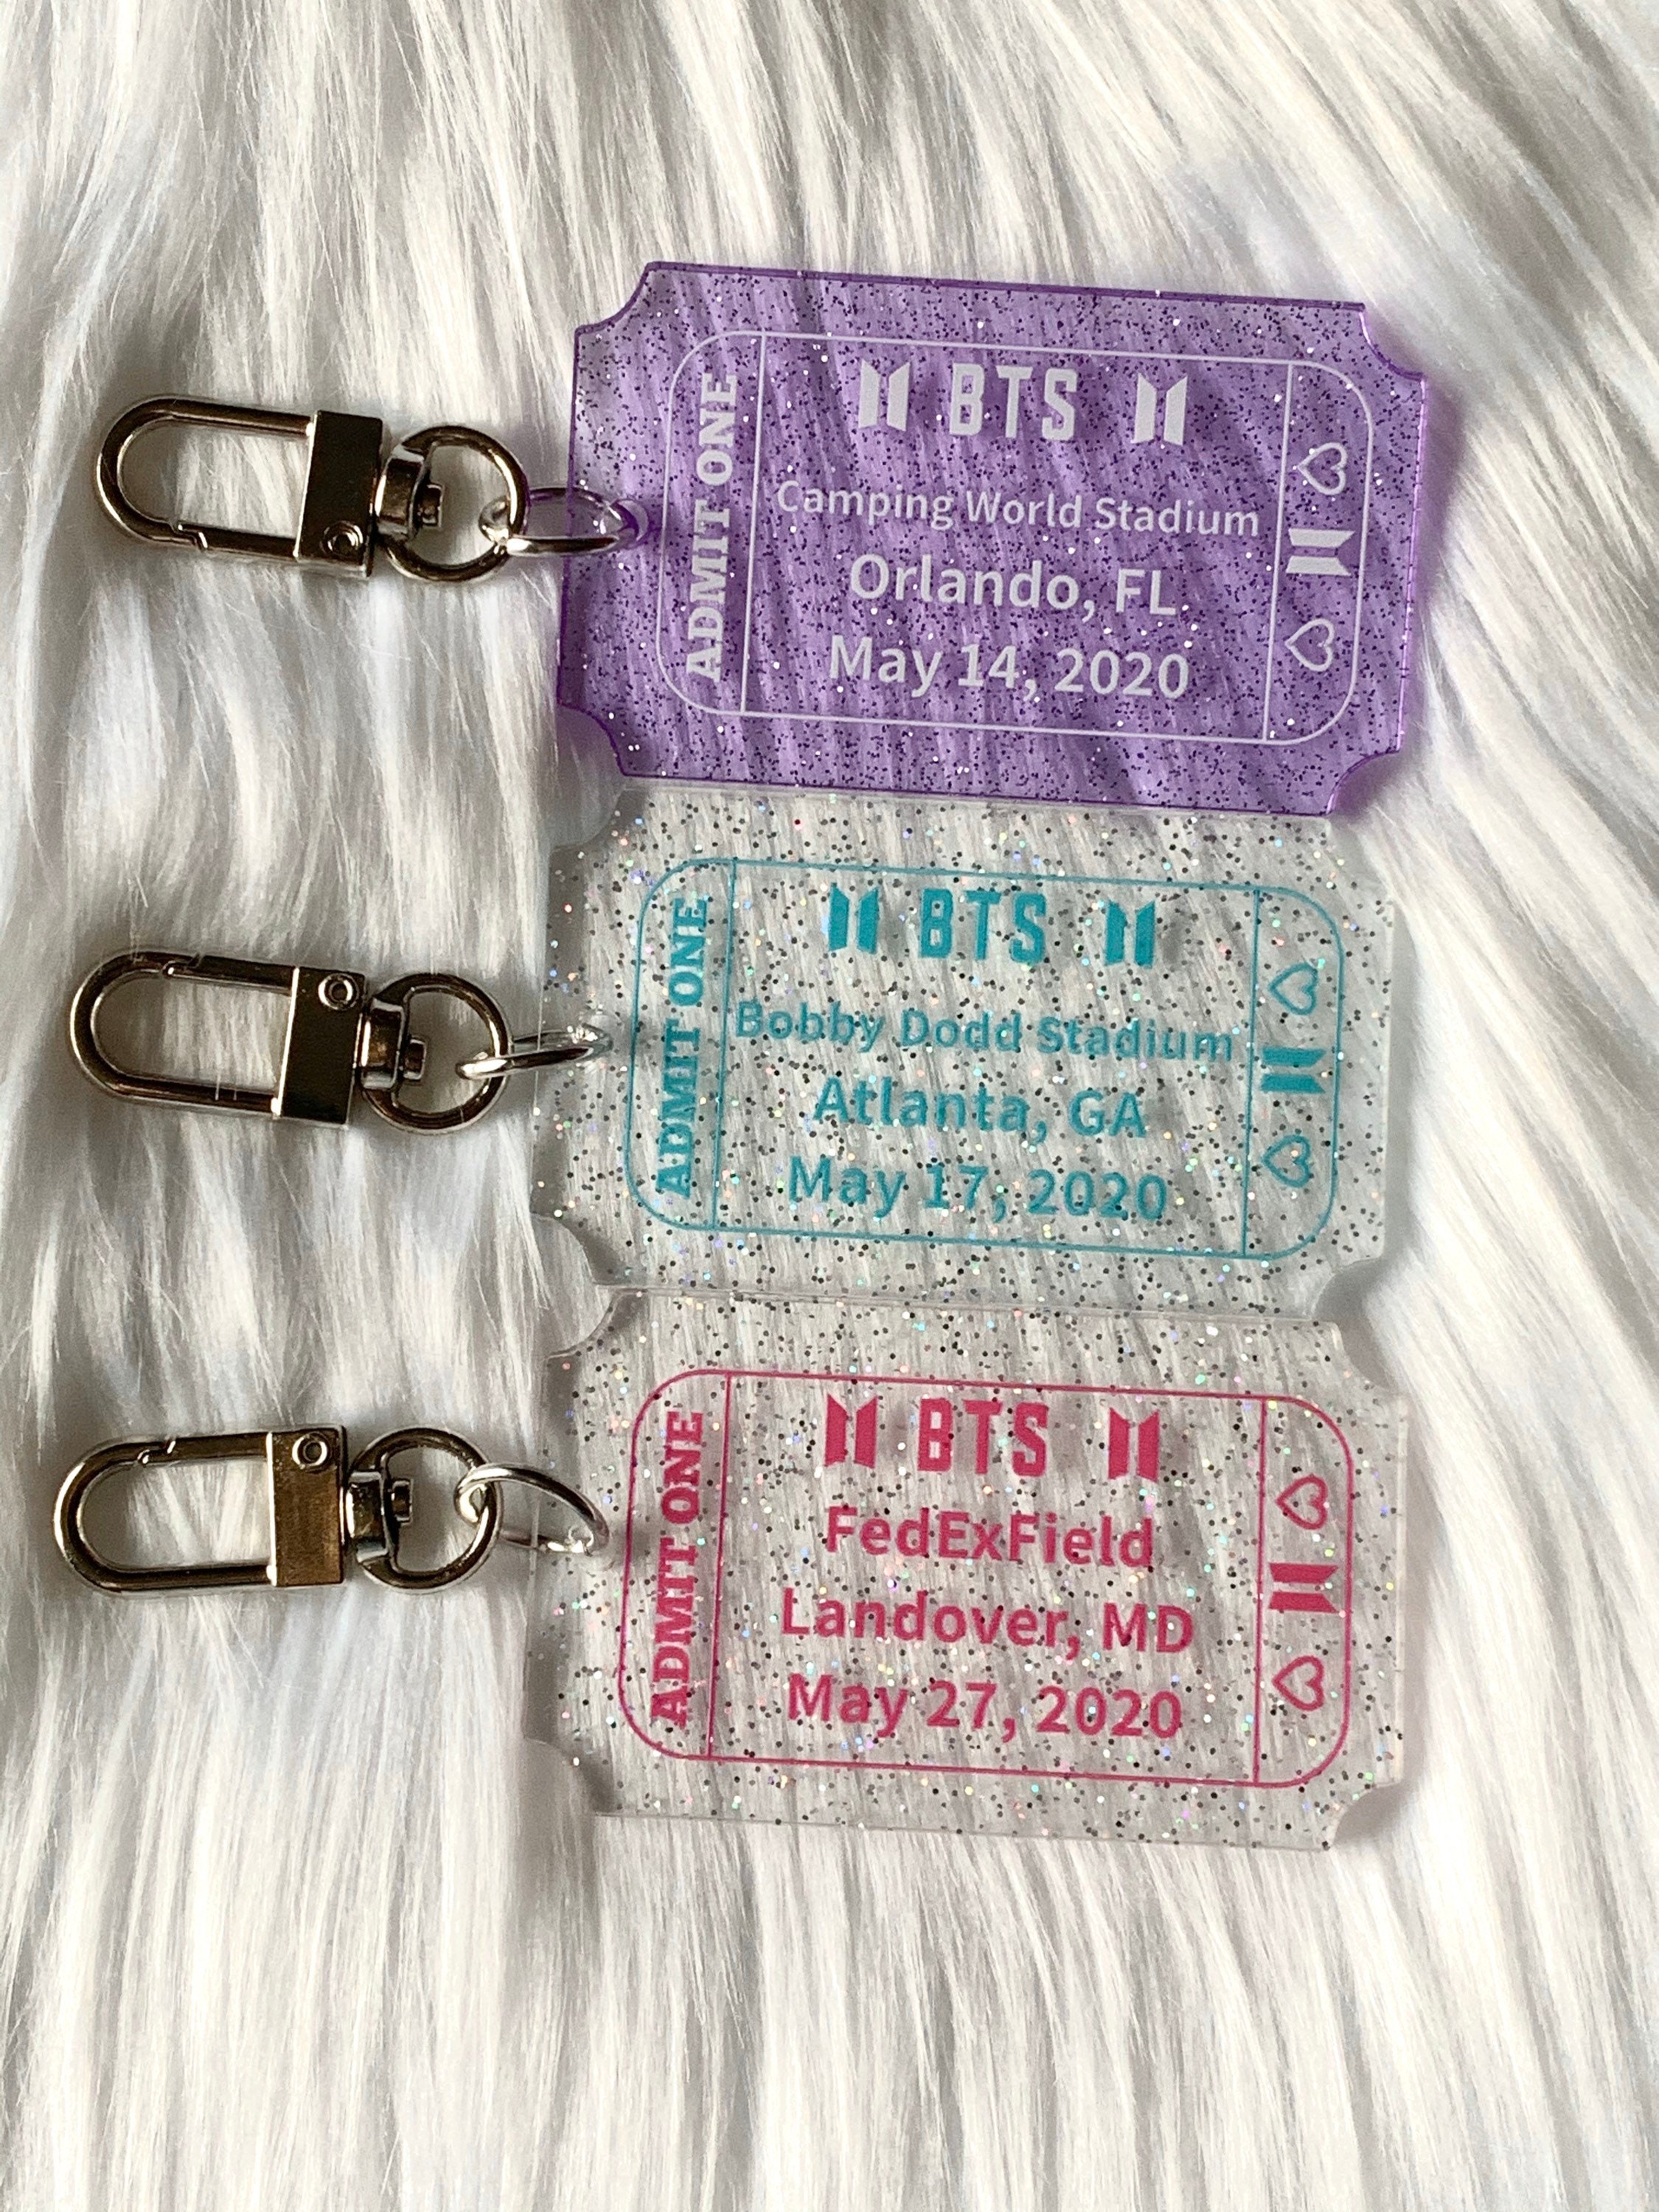 ADMIT ONE
BTS
Camping World Stadium
Orlando, FL
May 14, 2020
ADMIT ONE
BTS
Bobby Dodd Stadium
Atlanta, GA
May 17, 2020
ADMIT ONE
BTS
FedExField
Landover, MD
May 27, 2020